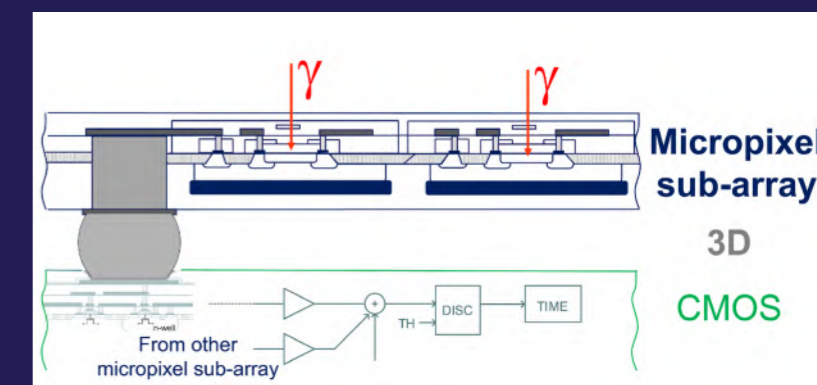 γ
γ
Micropixel
sub-array
3D
CMOS
+
DISC
TIME
TH
n-well
From other
micropixel sub-array